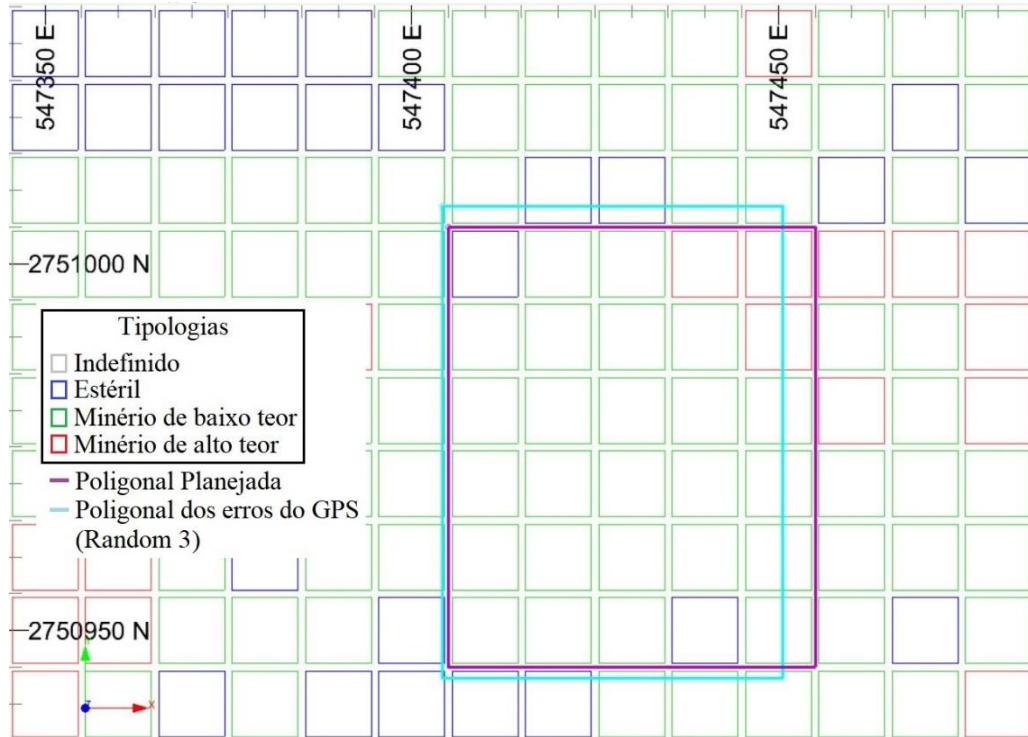 547350 E
547400 E
547450 E
2751000 N
Tipologias
Indefinido
Estéril
Minério de baixo teor
Minério de alto teor
Poligonal Planejada
Poligonal dos erros do GPS
(Random 3)
2750950 N
X